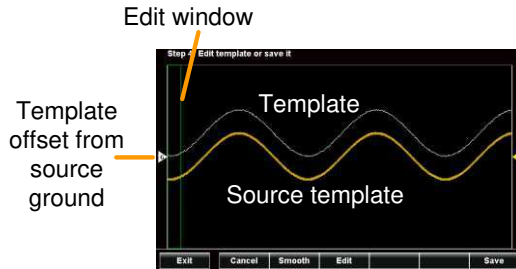 Edit window
Step 4: Edit template or save it
Template
offset from
source
ground
Template
Source template
Exit Cancel Smooth Edit Save